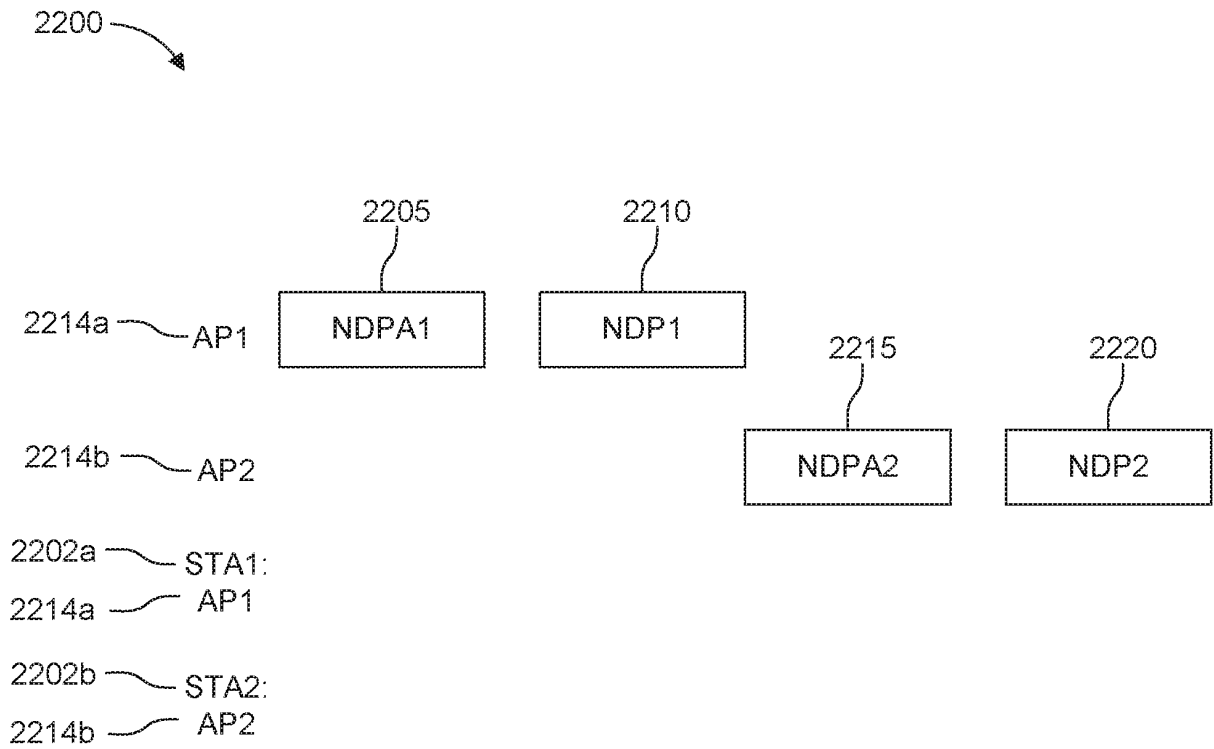 2200
2205 2210
2214a AP1 NDPA1 NDP1
2215 2220
2214b AP2 NDPA2 NDP2
2202a STA1:
2214a AP1
2202b STA2:
2214b AP2